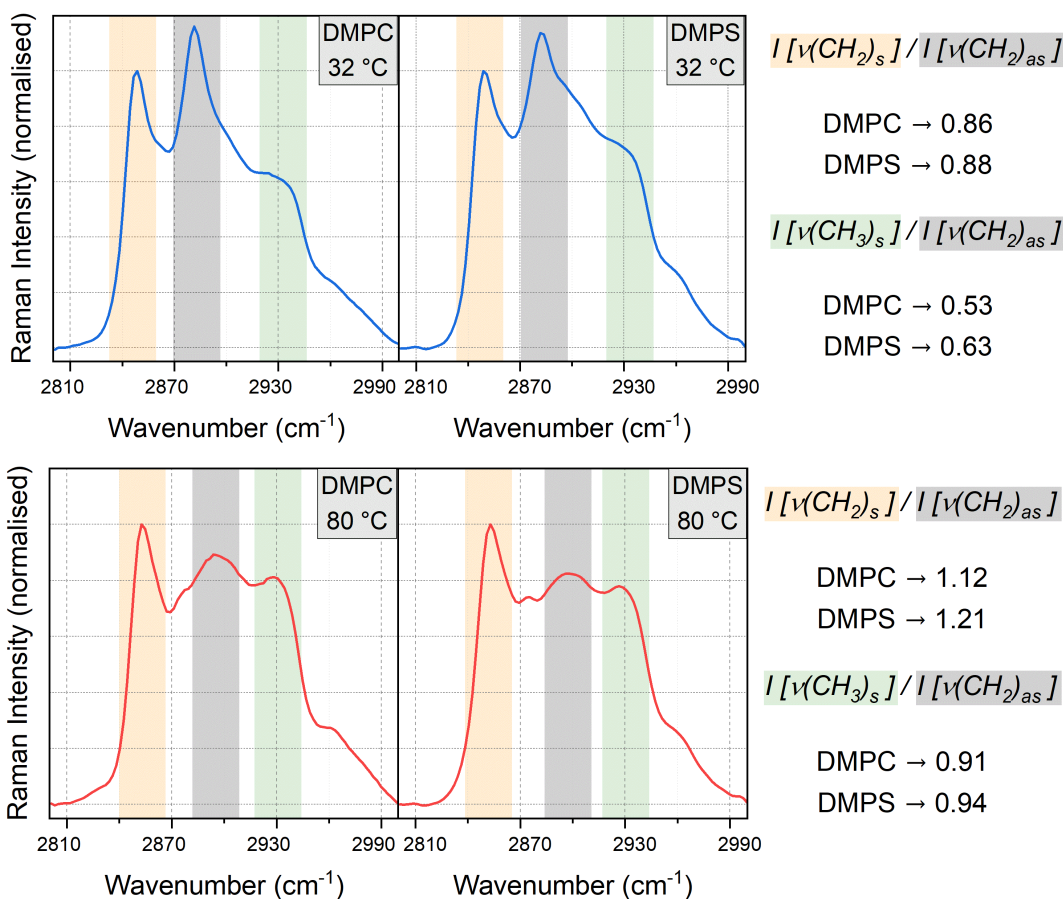 Raman Intensity (normalised)
DMPC
32 °C
DMPS
32 °C
2810 2870 2930 2990 2810 2870 2930 2990
Wavenumber (cm-1) Wavenumber (cm-1)
I [ν(CH2)s] / I [ν(CH2)as]
DMPC → 0.86
DMPS → 0.88
I [ν(CH3)s] / I [ν(CH2)as]
DMPC → 0.53
DMPS → 0.63
Raman Intensity (normalised)
DMPC
80 °C
DMPS
80 °C
2810 2870 2930 2990 2810 2870 2930 2990
Wavenumber (cm-1) Wavenumber (cm-1)
I [ν(CH2)s] / I [ν(CH2)as]
DMPC → 1.12
DMPS → 1.21
I [ν(CH3)s] / I [ν(CH2)as]
DMPC → 0.91
DMPS → 0.94